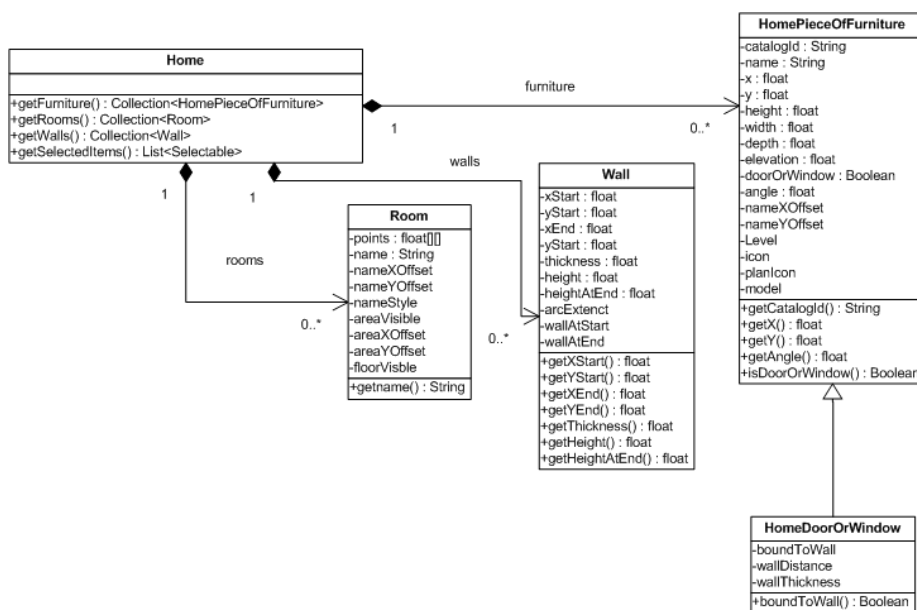 Home
+getFurniture() : Collection<HomePieceOfFurniture>
+getRooms() : Collection<Room>
+getWalls() : Collection<Wall>
+getSelectedItems() : List<Selectable>
furniture
1
0..*
walls
1
0..*
rooms
1
0..*
Room
-points : float[][]
-name : String
-nameXOffset
-nameYOffset
-nameStyle
-areaVisible
-areaXOffset
-areaYOffset
-floorVisble
+getname() : String
Wall
-xStart : float
-yStart : float
-xEnd : float
-yStart : float
-thickness : float
-height : float
-heightAtEnd : float
-arcExtenct
-wallAtStart
-wallAtEnd
+getXStart() : float
+getYStart() : float
+getXEnd() : float
+getYEnd() : float
+getThickness() : float
+getHeight() : float
+getHeightAtEnd() : float
HomePieceOfFurniture
-catalogId : String
-name : String
-x : float
-y : float
-height : float
-width : float
-depth : float
-elevation : float
-doorOrWindow : Boolean
-angle : float
-nameXOffset
-nameYOffset
-Level
-icon
-planIcon
-model
+getCatalogId() : String
+getX() : float
+getY() : float
+getAngle() : float
+isDoorOrWindow() : Boolean
HomeDoorOrWindow
-boundToWall
-wallDistance
-wallThickness
+boundToWall() : Boolean